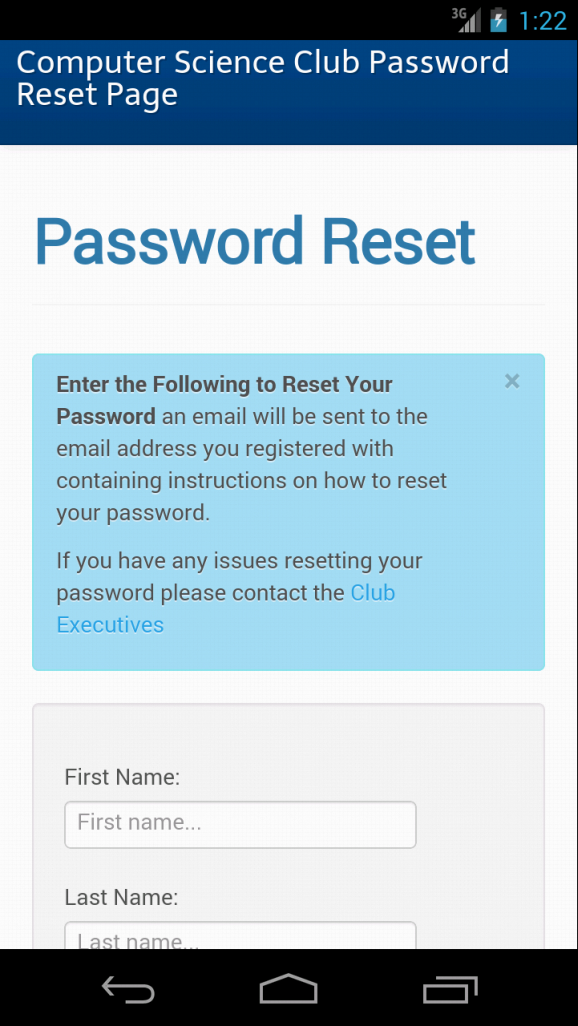 3G 1:22
Computer Science Club Password
Reset Page
Password Reset
Enter the Following to Reset Your
Password an email will be sent to the
email address you registered with
containing instructions on how to reset
your password.
If you have any issues resetting your
password please contact the Club
Executives
First Name:
First name...
Last Name:
Last name...